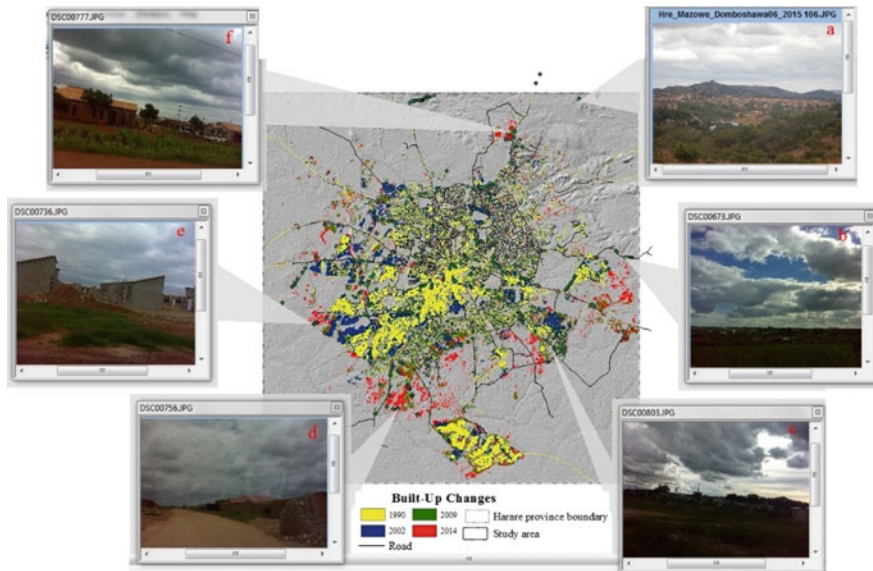 DSC00777.JPG
f
Hre_Mazowe_Domboshawa06_2015 106.JPG
a
DSC00736.JPG
e
DSC00673.JPG
b
DSC00756.JPG
d
DSC00803.JPG
c
Built-Up Changes
1990 2009 Harare province boundary
2002 2014 Study area
Road